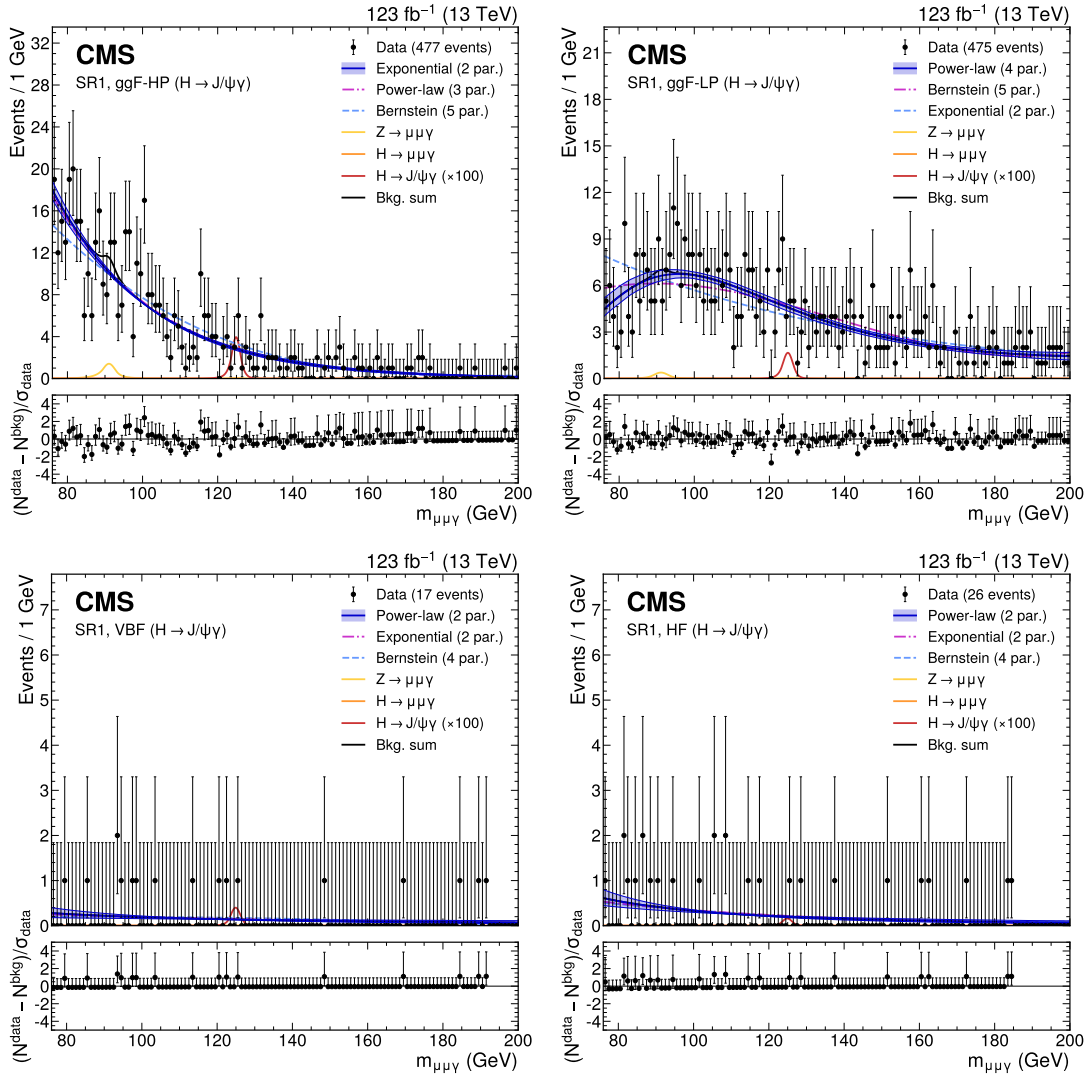 123 fb⁻¹ (13 TeV)
Events / 1 GeV
32
28
24
20
16
12
8
4
0
CMS
SR1, ggF-HP (H → J/ψγ)
Data (477 events)
Exponential (2 par.)
Power-law (3 par.)
Bernstein (5 par.)
Z → μμγ
H → μμγ
H → J/ψγ (×100)
Bkg. sum
(N^data − N^bkg)/σ_data
4
2
0
-2
-4
80 100 120 140 160 180 200
m_μμγ (GeV)
123 fb⁻¹ (13 TeV)
Events / 1 GeV
21
18
15
12
9
6
3
0
CMS
SR1, ggF-LP (H → J/ψγ)
Data (475 events)
Power-law (4 par.)
Bernstein (5 par.)
Exponential (2 par.)
Z → μμγ
H → μμγ
H → J/ψγ (×100)
Bkg. sum
(N^data − N^bkg)/σ_data
4
2
0
-2
-4
80 100 120 140 160 180 200
m_μμγ (GeV)
123 fb⁻¹ (13 TeV)
Events / 1 GeV
7
6
5
4
3
2
1
0
CMS
SR1, VBF (H → J/ψγ)
Data (17 events)
Power-law (2 par.)
Exponential (2 par.)
Bernstein (4 par.)
Z → μμγ
H → μμγ
H → J/ψγ (×100)
Bkg. sum
(N^data − N^bkg)/σ_data
4
2
0
-2
-4
80 100 120 140 160 180 200
m_μμγ (GeV)
123 fb⁻¹ (13 TeV)
Events / 1 GeV
7
6
5
4
3
2
1
0
CMS
SR1, HF (H → J/ψγ)
Data (26 events)
Power-law (2 par.)
Exponential (2 par.)
Bernstein (4 par.)
Z → μμγ
H → μμγ
H → J/ψγ (×100)
Bkg. sum
(N^data − N^bkg)/σ_data
4
2
0
-2
-4
80 100 120 140 160 180 200
m_μμγ (GeV)